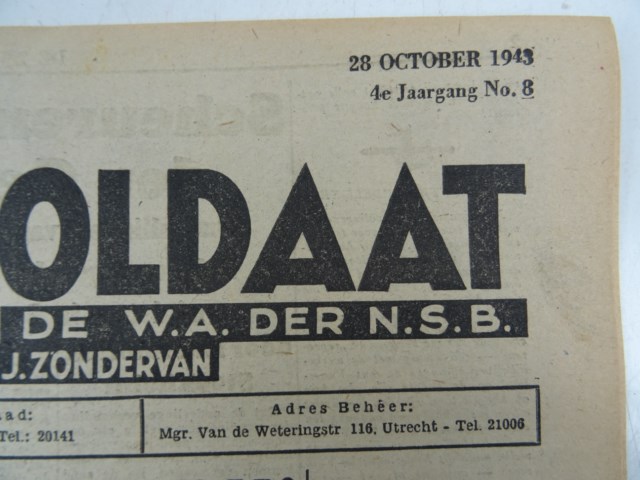 28 OCTOBER 1943
4e Jaargang No. 8
OLDAAT
DE W.A. DER N.S.B.
J. ZONDERVAN
aad:
Tel.: 20141
Adres Beheer:
Mgr. Van de Weteringstr 116, Utrecht - Tel. 21006